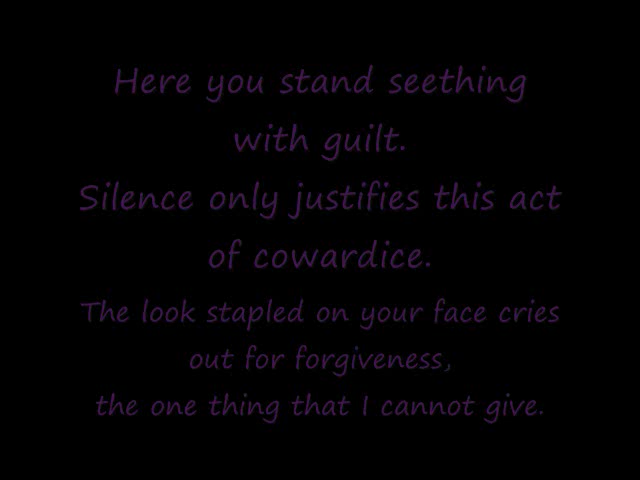 Here you stand seething
with guilt.
Silence only justifies this act
of cowardice.
The look stapled on your face cries
out for forgiveness,
the one thing that I cannot give.